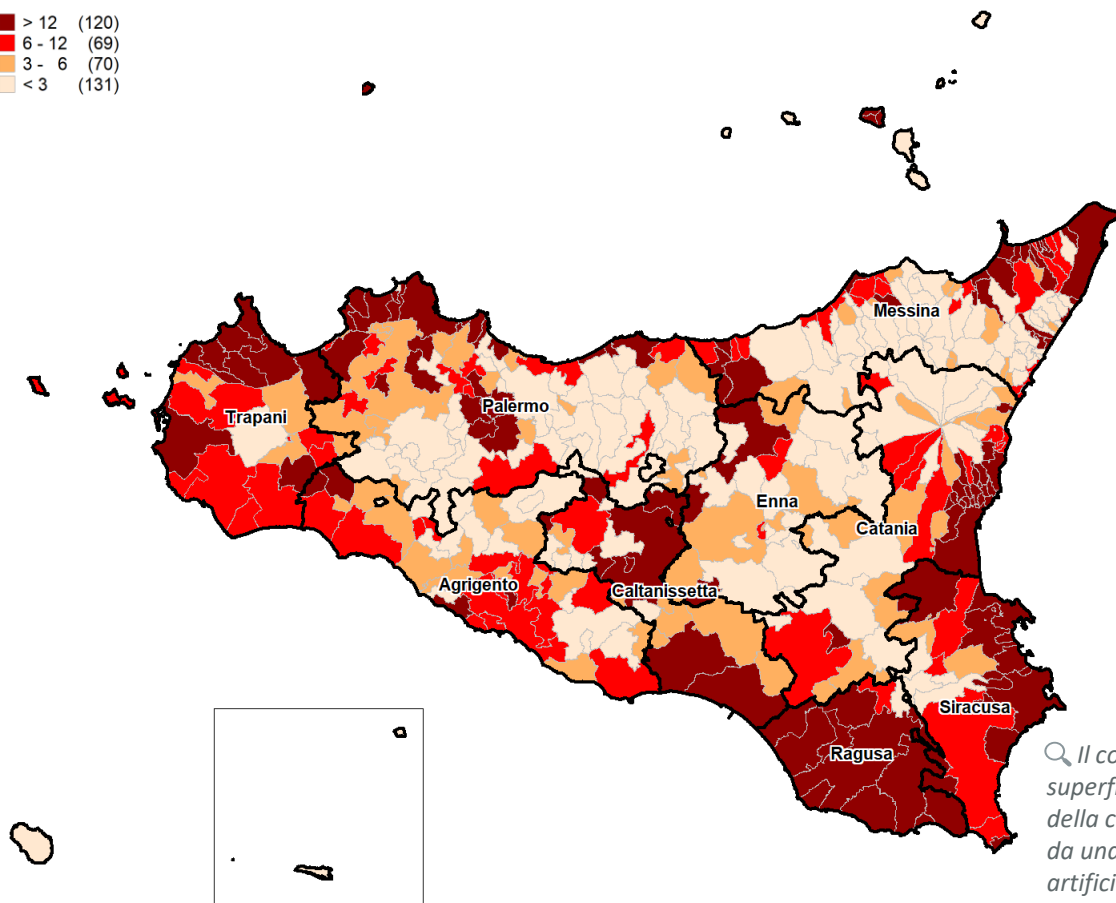 > 12 (120)
6 - 12 (69)
3 - 6 (70)
< 3 (131)
Messina
Palermo
Trapani
Enna
Catania
Agrigento
Caltanissetta
Siracusa
Ragusa
Il co
superf
della c
da una
artifici